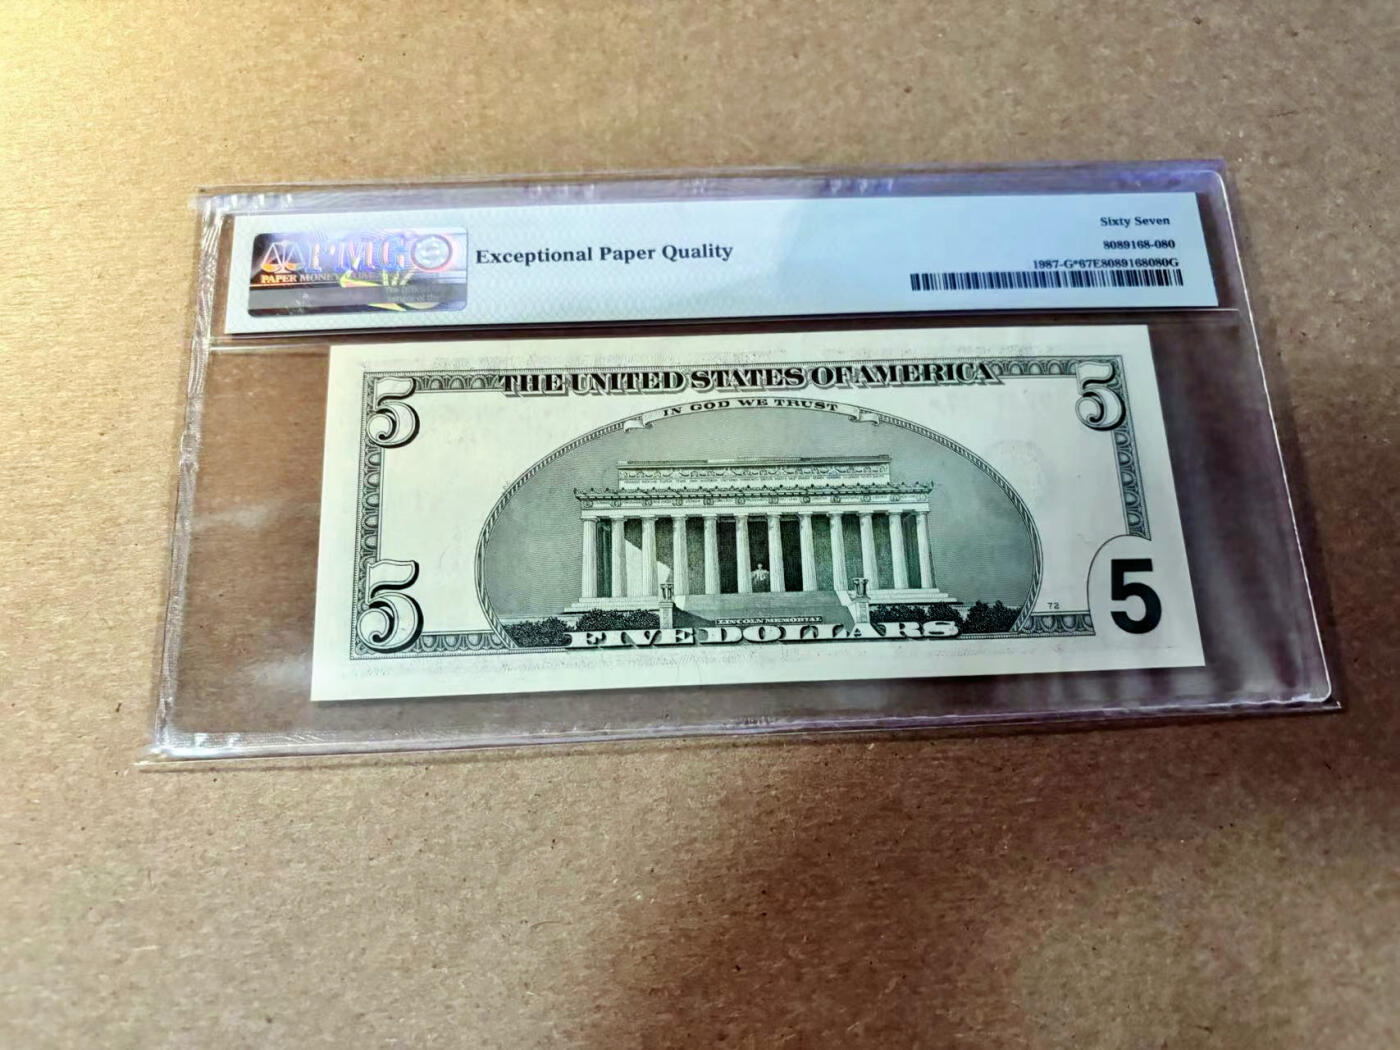 PMG
PAPER MONEY
Exceptional Paper Quality
Sixty Seven
8089168-080
1987-G*67E8089168080G
5 THE UNITED STATES OF AMERICA 5
IN GOD WE TRUST
72
5 LINCOLN MEMORIAL 5
FIVE DOLLARS